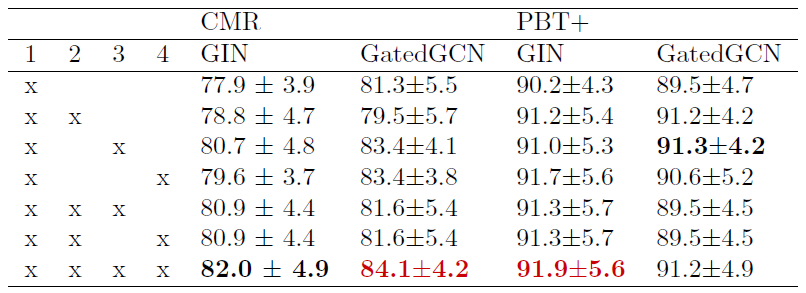 CMR PBT+
1 2 3 4 GIN GatedGCN GIN GatedGCN
x 77.9 ± 3.9 81.3±5.5 90.2±4.3 89.5±4.7
x x 78.8 ± 4.7 79.5±5.7 91.2±5.4 91.2±4.2
x x 80.7 ± 4.8 83.4±4.1 91.0±5.3 91.3±4.2
x x 79.6 ± 3.7 83.4±3.8 91.7±5.6 90.6±5.2
x x x 80.9 ± 4.4 81.6±5.4 91.3±5.7 89.5±4.5
x x x 80.9 ± 4.4 81.6±5.4 91.3±5.7 89.5±4.5
x x x x 82.0 ± 4.9 84.1±4.2 91.9±5.6 91.2±4.9